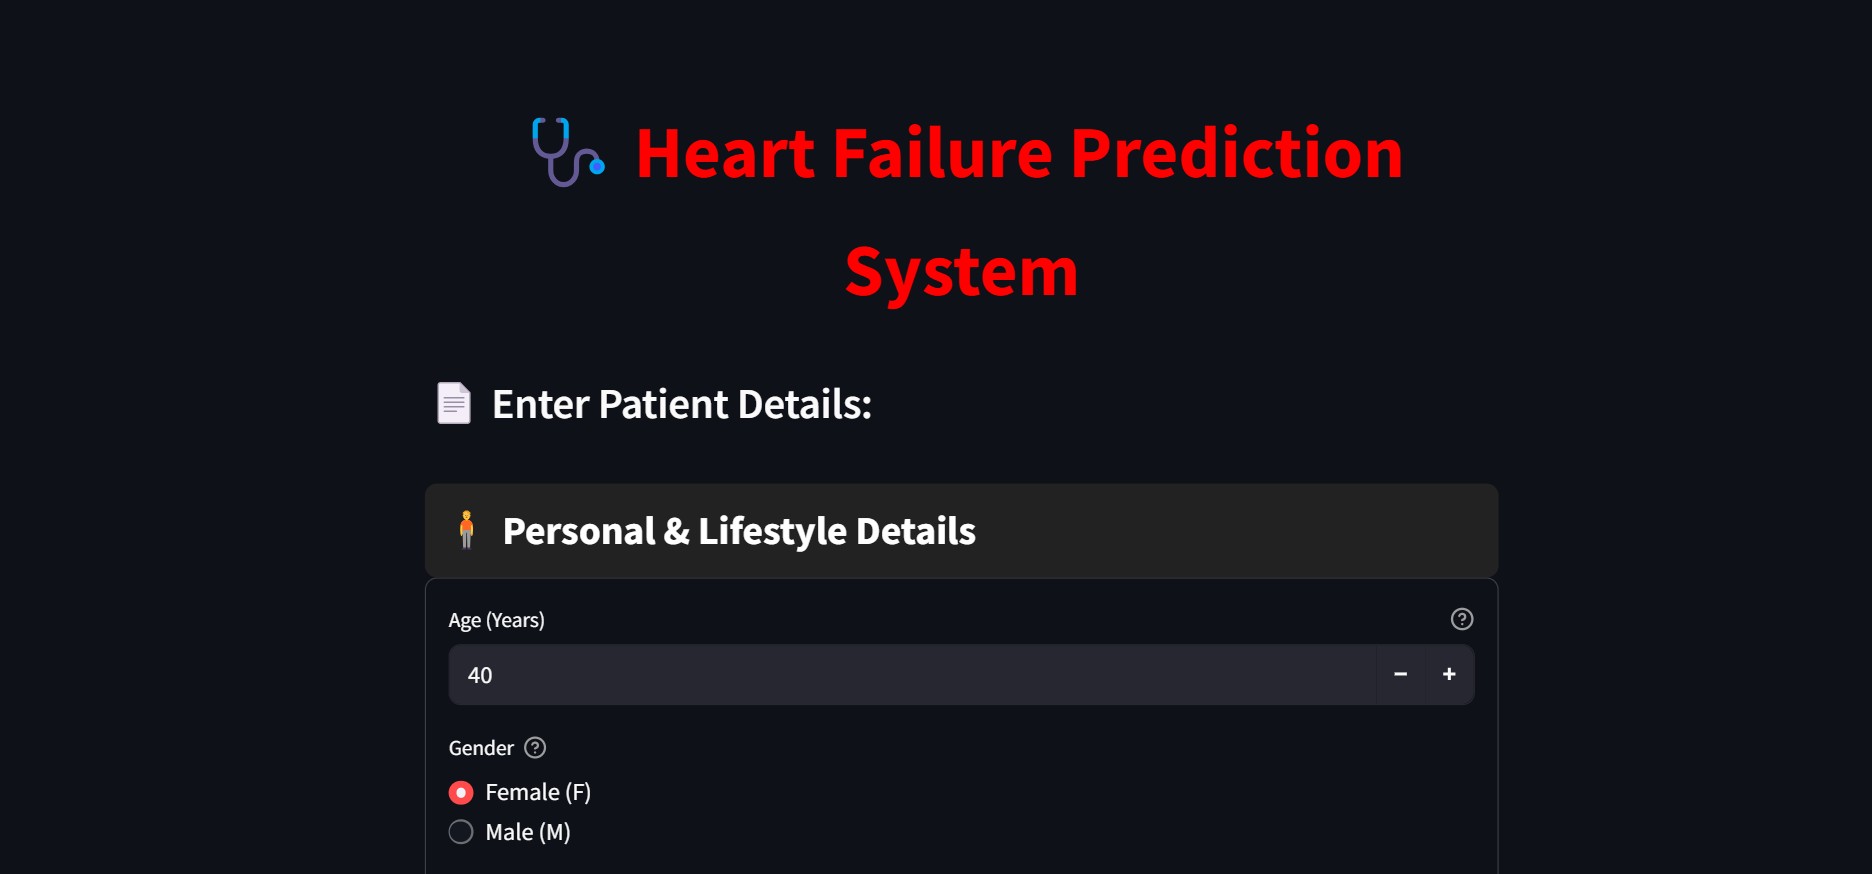 Heart Failure Prediction
System
Enter Patient Details:
Personal & Lifestyle Details
Age (Years)
40
Gender
Female (F)
Male (M)